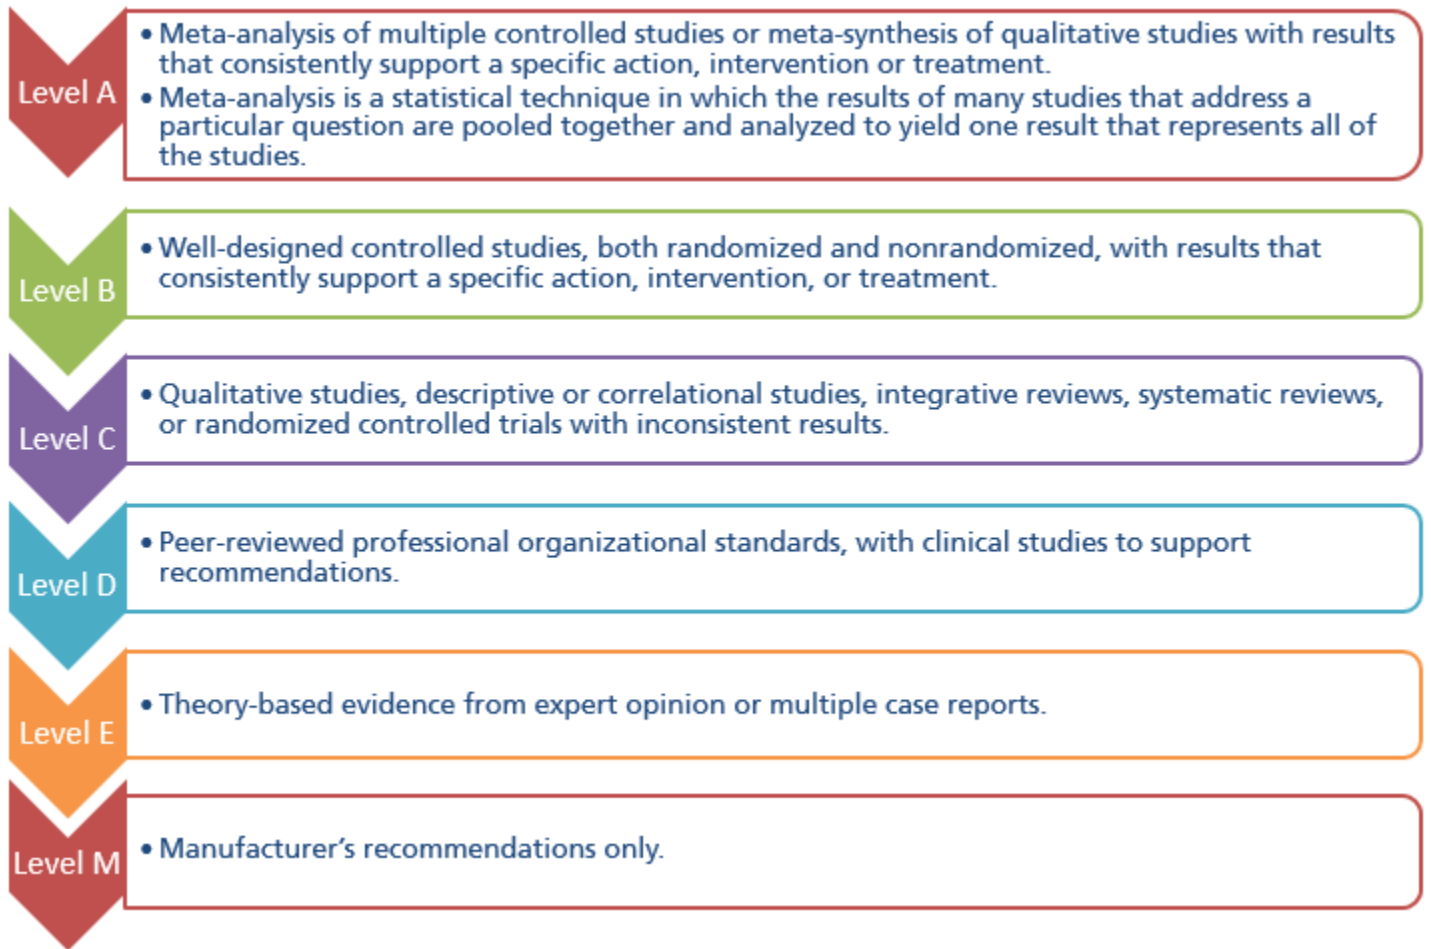 Level A
• Meta-analysis of multiple controlled studies or meta-synthesis of qualitative studies with results
that consistently support a specific action, intervention or treatment.
• Meta-analysis is a statistical technique in which the results of many studies that address a
particular question are pooled together and analyzed to yield one result that represents all of
the studies.
Level B
• Well-designed controlled studies, both randomized and nonrandomized, with results that
consistently support a specific action, intervention, or treatment.
Level C
• Qualitative studies, descriptive or correlational studies, integrative reviews, systematic reviews,
or randomized controlled trials with inconsistent results.
Level D
• Peer-reviewed professional organizational standards, with clinical studies to support
recommendations.
Level E
• Theory-based evidence from expert opinion or multiple case reports.
Level M
• Manufacturer’s recommendations only.